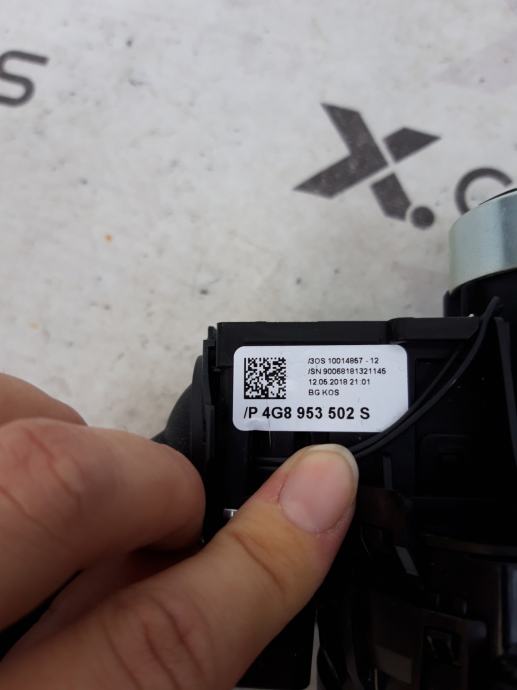 S
X.C
/3OS 10014857 - 12
/SN 90068181321145
12.05.2018 21:01
BG KOS
/P 4G8 953 502 S